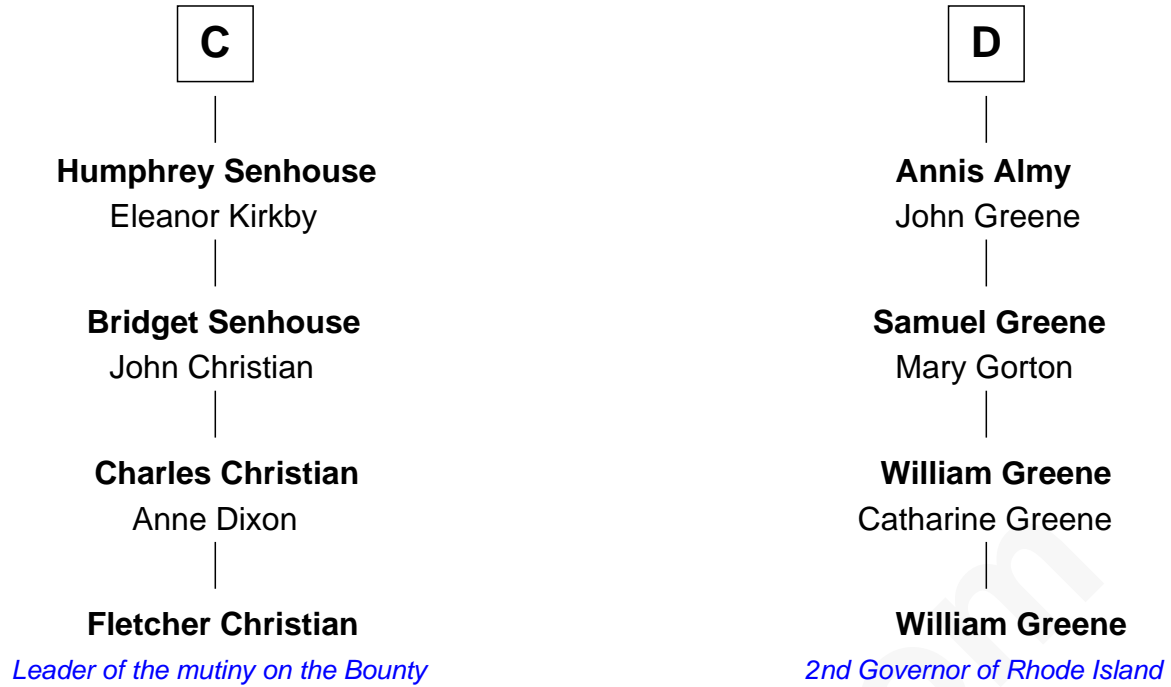 C
Humphrey Senhouse
Eleanor Kirkby
Bridget Senhouse
John Christian
Charles Christian
Anne Dixon
Fletcher Christian
Leader of the mutiny on the Bounty
D
Annis Almy
John Greene
Samuel Greene
Mary Gorton
William Greene
Catharine Greene
William Greene
2nd Governor of Rhode Island